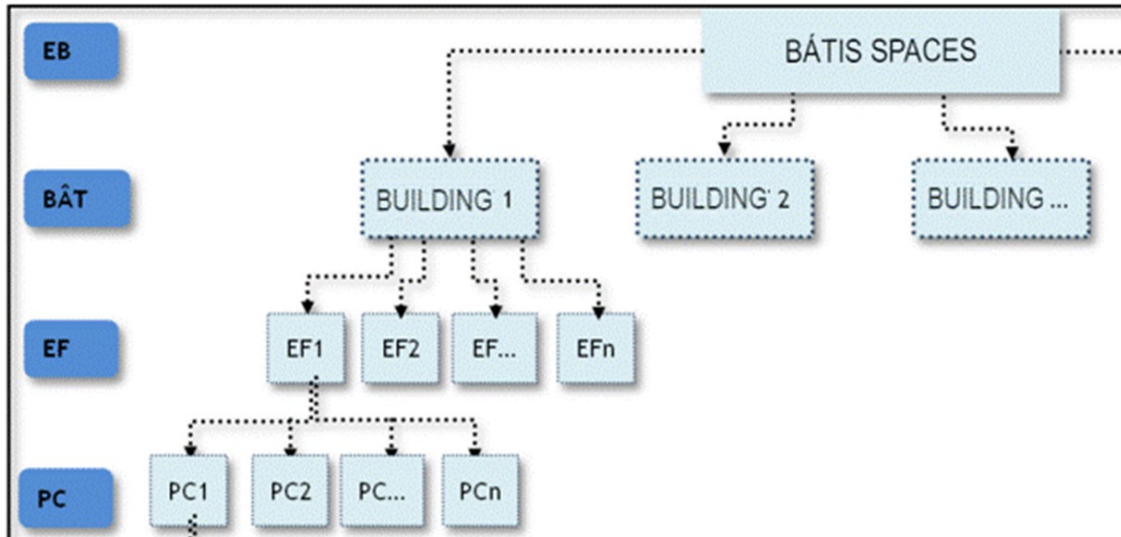 EB
BÁTIS SPACES
BÂT
BUILDING 1
BUILDING 2
BUILDING ...
EF
EF1
EF2
EF...
EFn
PC
PC1
PC2
PC...
PCn